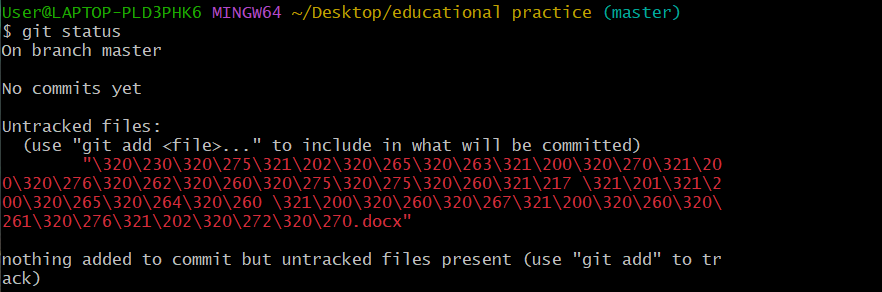 User@LAPTOP-PLD3PHK6 MINGW64 ~/Desktop/educational practice (master)
$ git status
On branch master
No commits yet
Untracked files:
(use "git add <file>..." to include in what will be committed)
"\320\230\320\275\321\202\320\265\320\263\321\200\320\270\321\20
0\320\276\320\262\320\260\320\275\320\275\320\260\321\217 \321\201\321\2
00\320\265\320\264\320\260 \321\200\320\260\320\267\321\200\320\260\320\
261\320\276\321\202\320\272\320\270.docx"
nothing added to commit but untracked files present (use "git add" to tr
ack)